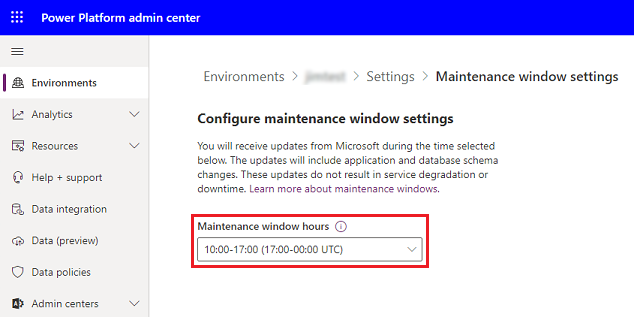 Power Platform admin center
Environments
Analytics
Resources
Help + support
Data integration
Data (preview)
Data policies
Admin centers
Environments > > Settings > Maintenance window settings
Configure maintenance window settings
You will receive updates from Microsoft during the time selected
below. The updates will include application and database schema
changes. These updates do not result in service degradation or
downtime. Learn more about maintenance windows.
Maintenance window hours
10:00-17:00 (17:00-00:00 UTC)